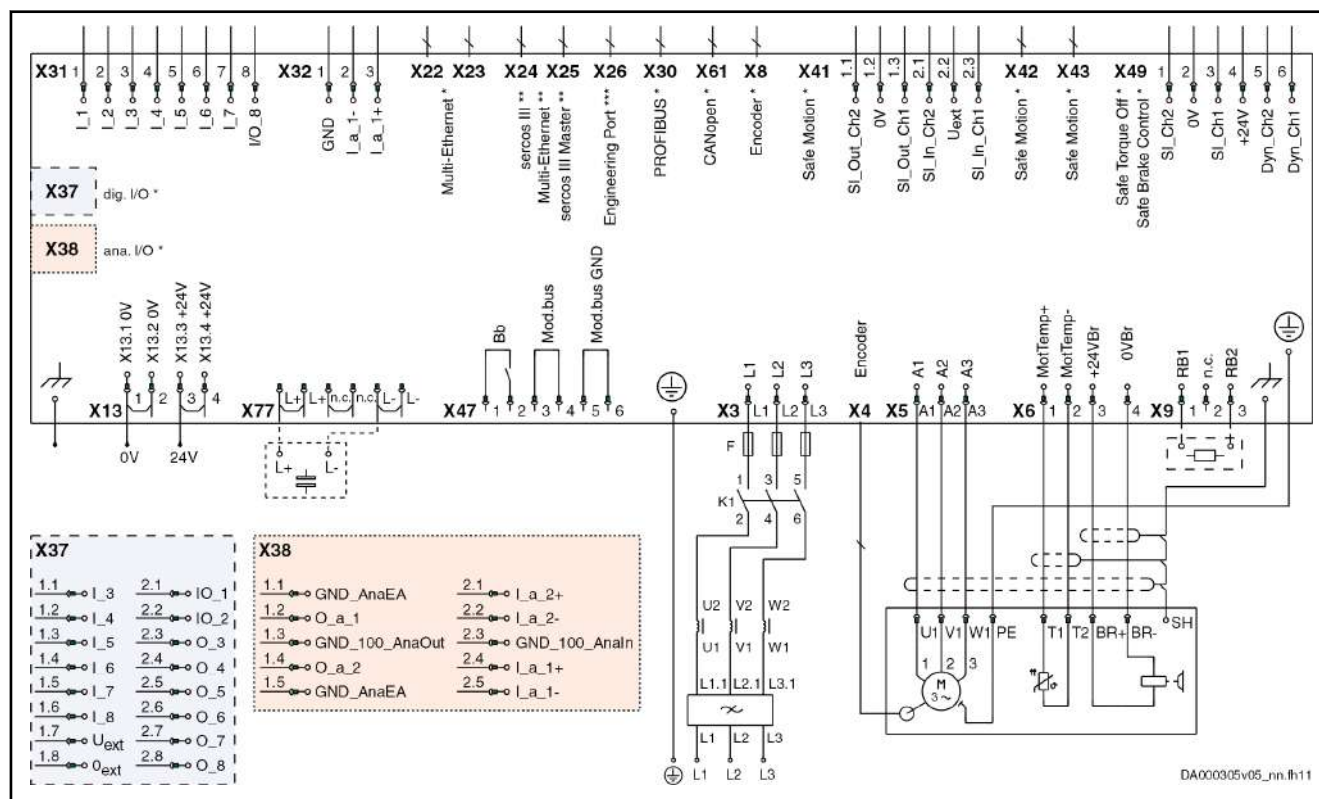 X31 1 2 3 4 5 6 7 8 X32 1 2 3 X22 X23 X24 X25 X26 X30 X61 X8 X41 1.1 1.2 1.3 2.1 2.2 2.3 X42 X43 X49 1 2 3 4 5 6
I_1
I_2
I_3
I_4
I_5
I_6
I_7
I/O_8
GND
I_a_1-
I_a_1+
Multi-Ethernet *
sercos III **
Multi-Ethernet **
sercos III Master **
Engineering Port ***
PROFIBUS *
CANopen *
Encoder *
Safe Motion *
SI_Out_Ch2
0V
SI_Out_Ch1
SI_In_Ch2
Uext
SI_In_Ch1
Safe Motion *
Safe Motion *
Safe Torque Off *
Safe Brake Control *
SI_Ch2
0V
SI_Ch1
+24V
Dyn_Ch2
Dyn_Ch1
X37 dig. I/O *
X38 ana. I/O *
X13.1 0V
X13.2 0V
X13.3 +24V
X13.4 +24V
Bb
Mod.bus
Mod.bus GND
L1
L2
L3
Encoder
A1
A2
A3
MotTemp+
MotTemp-
+24VBr
0VBr
RB1
n.c.
RB2
X13 1 2 3 4 X77 L+ L+ n.c. n.c. L- L- X47 1 2 3 4 5 6 X3 L1 L2 L3 X4 X5 A1 A2 A3 X6 1 2 3 4 X9 1 2 3
0V 24V
L+ L-
F
1 3 5
K1
2 4 6
U2 V2 W2
U1 V1 W1
L1.1 L2.1 L3.1
L1 L2 L3
L1 L2 L3
U1 V1 W1 PE T1 T2 BR+ BR- SH
1 2 3
M
3~
ϑ
X37
1.1 I_3 2.1 IO_1
1.2 I_4 2.2 IO_2
1.3 I_5 2.3 O_3
1.4 I_6 2.4 O_4
1.5 I_7 2.5 O_5
1.6 I_8 2.6 O_6
1.7 Uext 2.7 O_7
1.8 0ext 2.8 O_8
X38
1.1 GND_AnaEA 2.1 I_a_2+
1.2 O_a_1 2.2 I_a_2-
1.3 GND_100_AnaOut 2.3 GND_100_AnaIn
1.4 O_a_2 2.4 I_a_1+
1.5 GND_AnaEA 2.5 I_a_1-
DA000305v05_nn.fh11